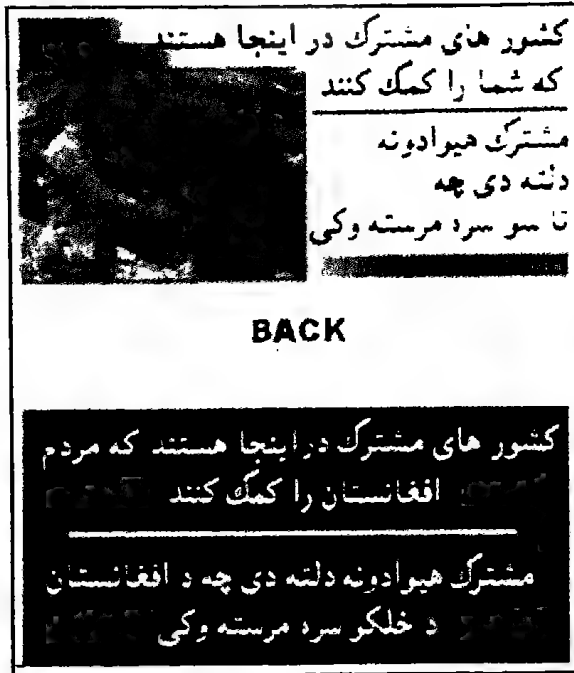 کشور های مشترک در اینجا هستند
که شما را کمک کنند
مشترک هیوادونه
دلته دی چه
تا سو سره مرسته وکی
BACK
کشور های مشترک دراینجا هستند که مردم
افغانستان را کمک کنند
مشترک هیوادونه دلته دی چه د افغانستان
د خلکو سره مرسته وکی